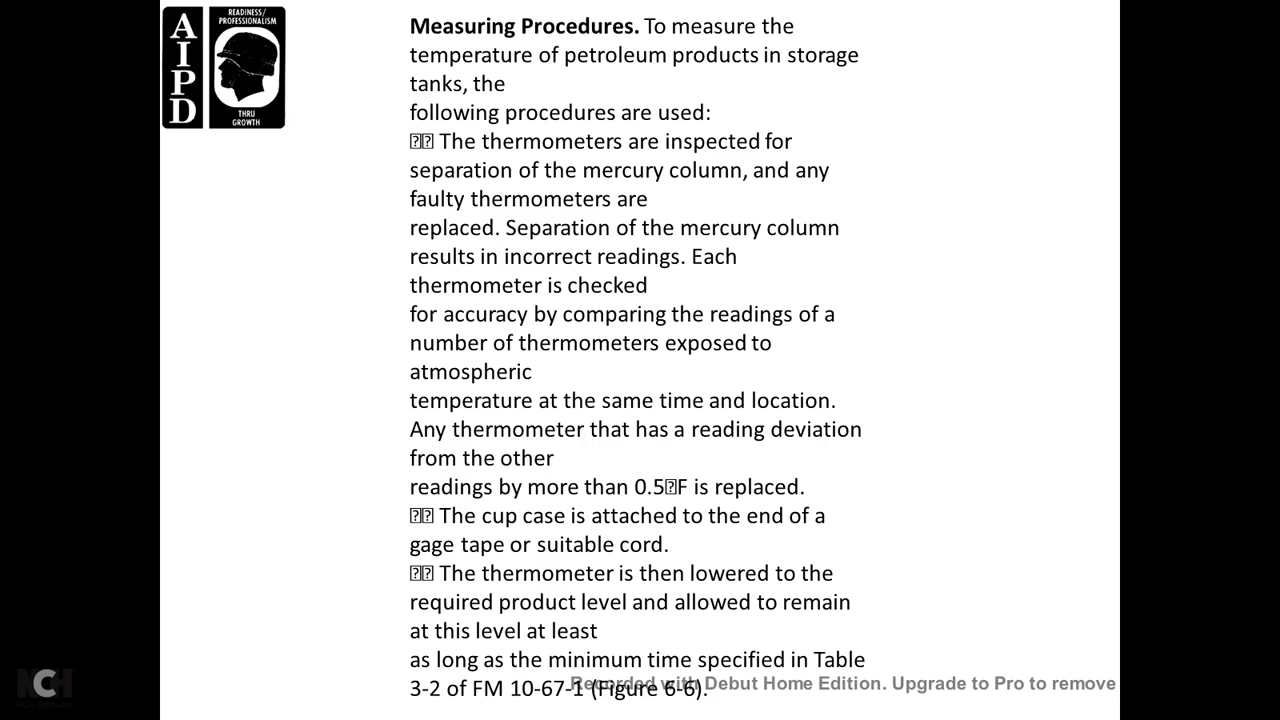 READINESS/
PROFESSIONALISM
AIPD
THRU
GROWTH
Measuring Procedures. To measure the
temperature of petroleum products in storage
tanks, the
following procedures are used:
The thermometers are inspected for
separation of the mercury column, and any
faulty thermometers are
replaced. Separation of the mercury column
results in incorrect readings. Each
thermometer is checked
for accuracy by comparing the readings of a
number of thermometers exposed to
atmospheric
temperature at the same time and location.
Any thermometer that has a reading deviation
from the other
readings by more than 0.5�F is replaced.
The cup case is attached to the end of a
gage tape or suitable cord.
The thermometer is then lowered to the
required product level and allowed to remain
at this level at least
as long as the minimum time specified in Table
3-2 of FM 10-67-1 (Figure 6-6).
Recorded with Debut Home Edition. Upgrade to Pro to remove
NCH
NCH Software